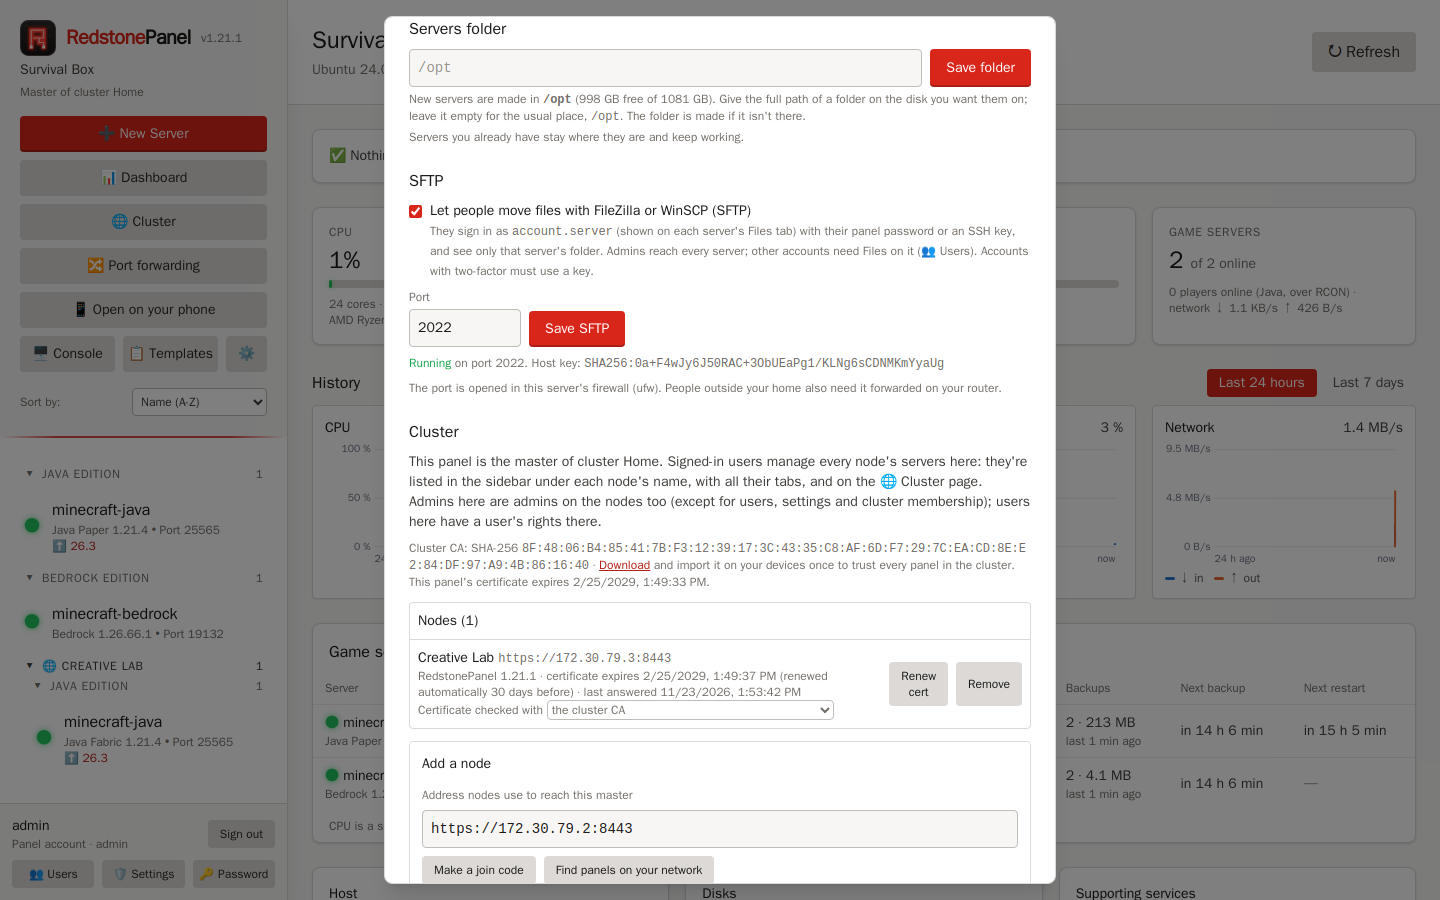 RedstonePanel v1.21.1
Survival Box
Master of cluster Home
➕ New Server
📊 Dashboard
🌐 Cluster
🔀 Port forwarding
📱 Open on your phone
🖥️ Console
📋 Templates
⚙️
Sort by:
Name (A-Z)
▾ JAVA EDITION 1
minecraft-java
Java Paper 1.21.4 • Port 25565
⬆️ 26.3
▾ BEDROCK EDITION 1
minecraft-bedrock
Bedrock 1.26.66.1 • Port 19132
▾ 🌐 CREATIVE LAB 1
▾ JAVA EDITION 1
minecraft-java
Java Fabric 1.21.4 • Port 25565
⬆️ 26.3
admin
Panel account · admin
Sign out
👥 Users
🛡️ Settings
🔑 Password
Ubuntu 24.
↻ Refresh
✅
CPU
1%
24 cores ·
GAME SERVERS
2 of 2 online
0 players online (Java, over RCON) ·
network ↓ 1.1 KB/s ↑ 426 B/s
History
Last 24 hours
Last 7 days
CPU
3 %
100 %
50 %
0 %
now
Network
1.4 MB/s
9.5 MB/s
4.8 MB/s
0 B/s
24 h ago
now
↓ in
↑ out
Server
Backups
Next backup
Next restart
Java Paper
2 · 213 MB
last 1 min ago
in 14 h 6 min
in 15 h 5 min
2 · 4.1 MB
last 1 min ago
in 14 h 6 min
—
CPU is a s
Host
Disks
Supporting services
Servers folder
/opt
Save folder
New servers are made in /opt (998 GB free of 1081 GB). Give the full path of a folder on the disk you want them on;
leave it empty for the usual place, /opt. The folder is made if it isn't there.
Servers you already have stay where they are and keep working.
SFTP
Let people move files with FileZilla or WinSCP (SFTP)
They sign in as account.server (shown on each server's Files tab) with their panel password or an SSH key,
and see only that server's folder. Admins reach every server; other accounts need Files on it (👥 Users). Accounts
with two-factor must use a key.
Port
2022
Save SFTP
Running on port 2022. Host key: SHA256:0a+F4wJy6J50RAC+3ObUEaPg1/KLNg6sCDNMKmYyaUg
The port is opened in this server's firewall (ufw). People outside your home also need it forwarded on your router.
Cluster
This panel is the master of cluster Home. Signed-in users manage every node's servers here: they're
listed in the sidebar under each node's name, with all their tabs, and on the 🌐 Cluster page.
Admins here are admins on the nodes too (except for users, settings and cluster membership); users
here have a user's rights there.
Cluster CA: SHA-256 8F:48:06:B4:85:41:7B:F3:12:39:17:3C:43:35:C8:AF:6D:F7:29:7C:EA:CD:8E:E
2:84:DF:97:A9:4B:86:16:40 · Download and import it on your devices once to trust every panel in the cluster.
This panel's certificate expires 2/25/2029, 1:49:33 PM.
Nodes (1)
Creative Lab https://172.30.79.3:8443
RedstonePanel 1.21.1 · certificate expires 2/25/2029, 1:49:37 PM (renewed
automatically 30 days before) · last answered 11/23/2026, 1:53:42 PM
Certificate checked with the cluster CA
Renew
cert
Remove
Add a node
Address nodes use to reach this master
https://172.30.79.2:8443
Make a join code
Find panels on your network